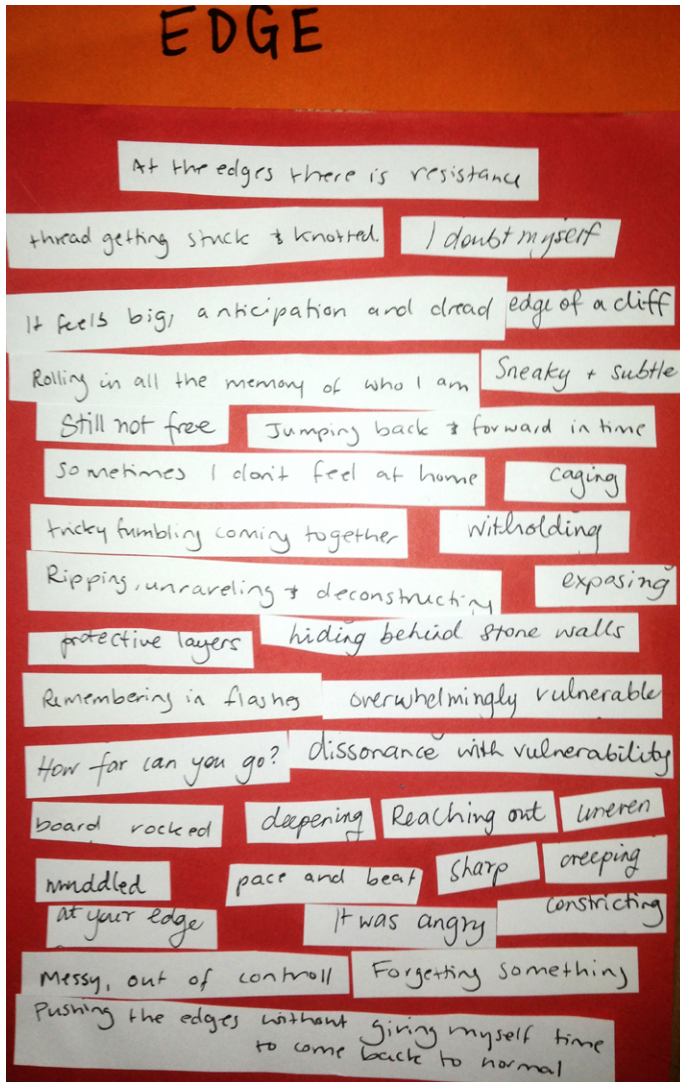 EDGE
At the edges there is resistance
thread getting stuck & knotted. I doubt myself
It feels big, anticipation and dread edge of a cliff
Rolling in all the memory of who I am Sneaky + subtle
Still not free Jumping back & forward in time
Sometimes I don't feel at home caging
tricky fumbling coming together witholding
Ripping, unraveling & deconstructing exposing
protective layers hiding behind stone walls
Remembering in flashes overwhelmingly vulnerable
How far can you go? dissonance with vulnerability
board rocked deepening Reaching out uneven
muddled pace and beat sharp creeping
at your edge It was angry constricting
Messy, out of controll Forgetting something
Pushing the edges without giving myself time
to come back to normal